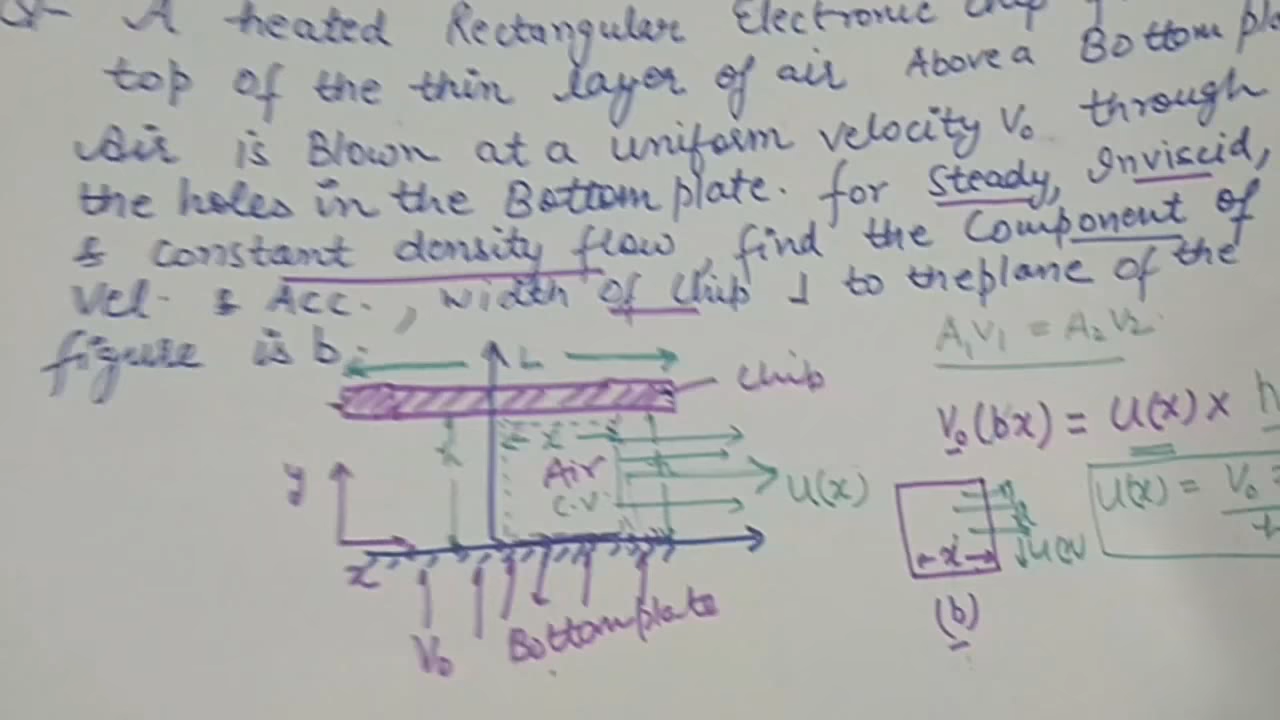 A heated Rectangular Electronic chip
top of the thin layer of air Above a Bottom pla
Air is Blown at a uniform velocity V₀ through
the holes in the Bottom plate. for steady, Inviscid,
& constant density flow, find the Component of
Vel. & Acc., width of chip ⊥ to the plane of the
figure is b.
A₁V₁ = A₂V₂
L
chip
V₀(bx) = U(x) × h
x
Air
C.V.
U(x)
y
U(x) = V₀
x
U(x)
x
Bottom plate
V₀
(b)